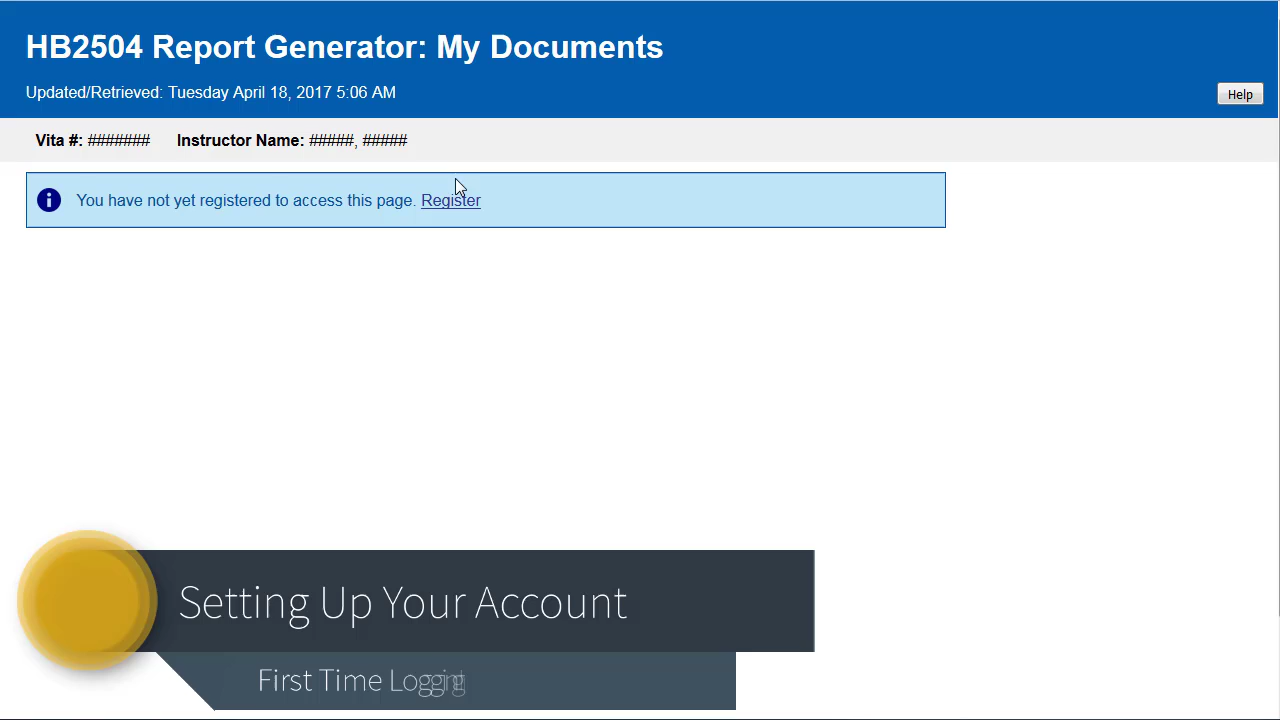 HB2504 Report Generator: My Documents
Updated/Retrieved: Tuesday April 18, 2017 5:06 AM
Help
Vita #: ####### Instructor Name: #####, #####
You have not yet registered to access this page. Register
Setting Up Your Account
First Time